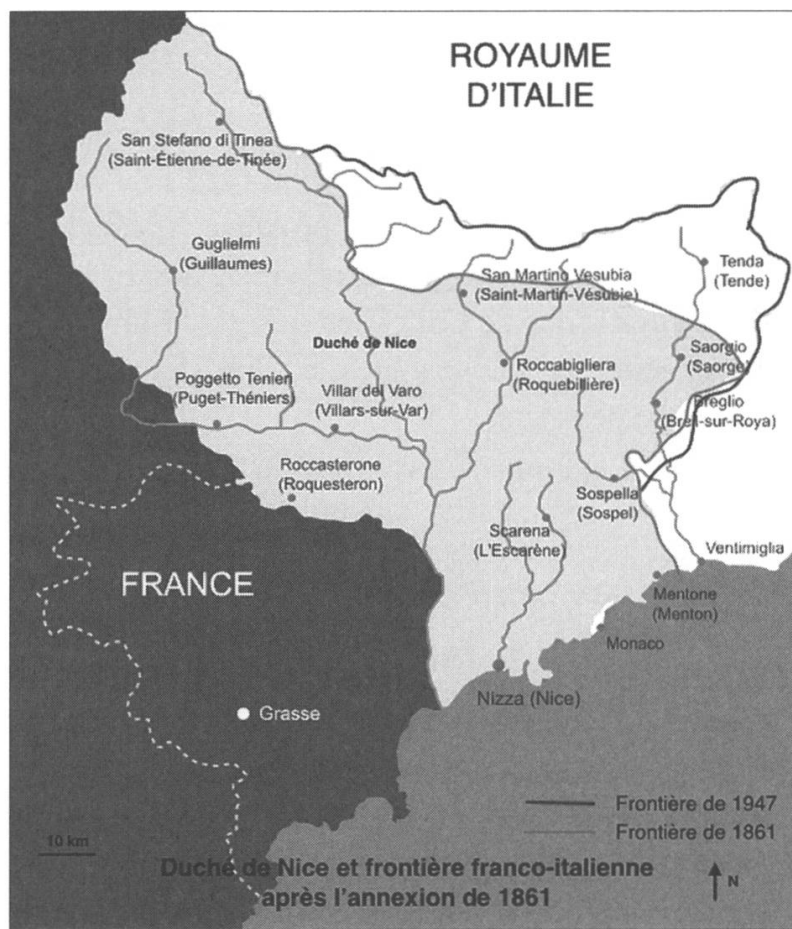 ROYAUME
D'ITALIE
San Stefano di Tinea
(Saint-Étienne-de-Tinée)
Guglielmi
(Guillaumes)
San Martino Vesubia
(Saint-Martin-Vésubie)
Tenda
(Tende)
Duché de Nice
Saorgio
(Saorge)
Roccabigliera
(Roquebillière)
Poggetto Tenieri
(Puget-Théniers)
Villar del Varo
(Villars-sur-Var)
Breglio
(Breil-sur-Roya)
Roccasterone
(Roquesteron)
Sospella
(Sospel)
Scarena
(L'Escarène)
Ventimiglia
FRANCE
Mentone
(Menton)
Monaco
Nizza (Nice)
Grasse
Frontière de 1947
Frontière de 1861
10 km
Duché de Nice et frontière franco-italienne
après l'annexion de 1861
N